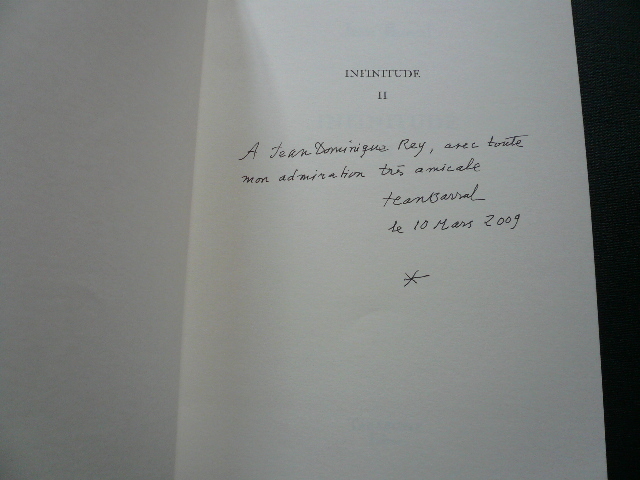 INFINITUDE
II
A Jean Dominique Rey, avec toute
mon admiration très amicale
Jean Barral
le 10 Mars 2009